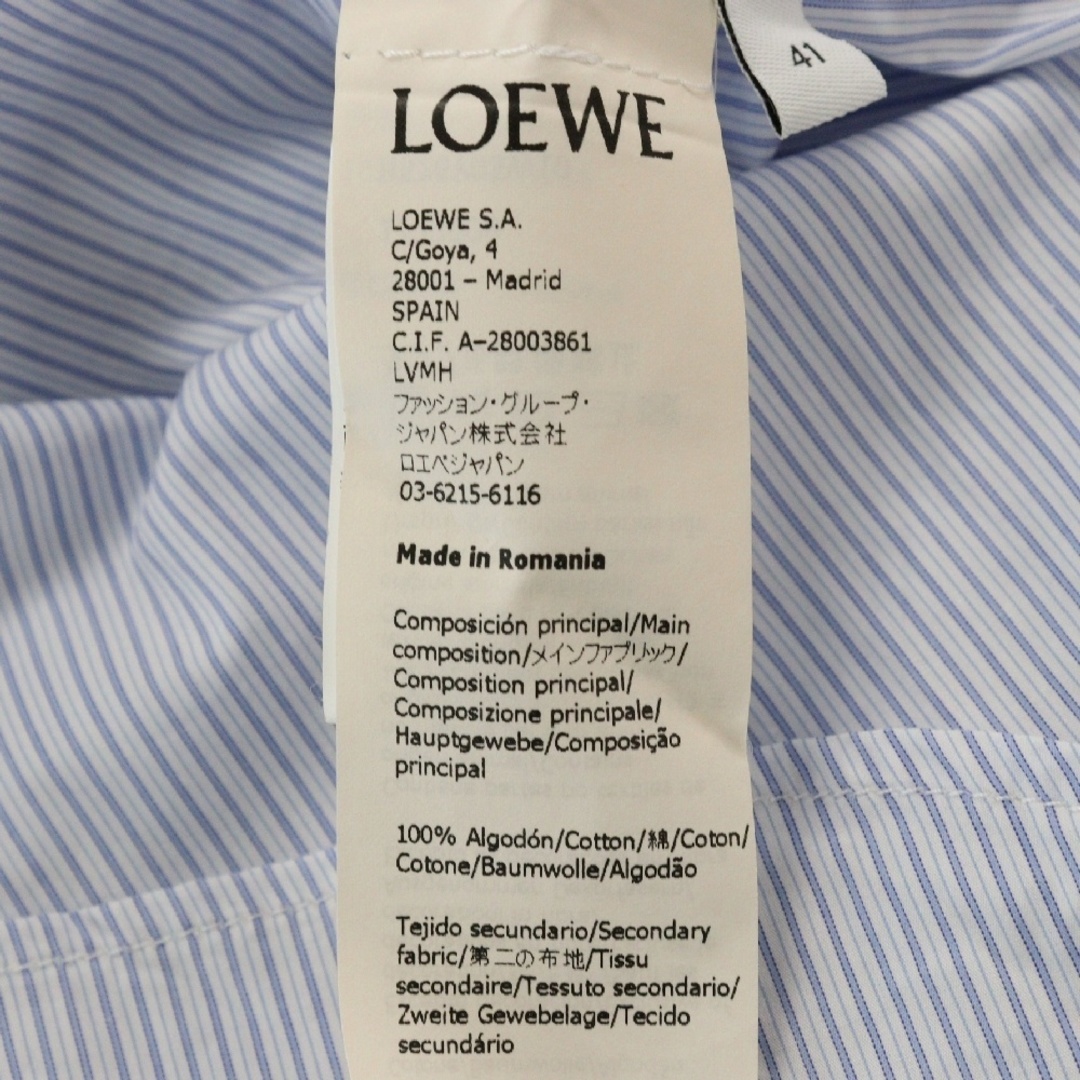 41
LOEWE
LOEWE S.A.
C/Goya, 4
28001 – Madrid
SPAIN
C.I.F. A–28003861
LVMH
ファッション・グループ・
ジャパン株式会社
ロエベジャパン
03-6215-6116
Made in Romania
Composición principal/Main
composition/メインファブリック/
Composition principal/
Composizione principale/
Hauptgewebe/Composição
principal
100% Algodón/Cotton/綿/Coton/
Cotone/Baumwolle/Algodão
Tejido secundario/Secondary
fabric/第二の布地/Tissu
secondaire/Tessuto secondario/
Zweite Gewebelage/Tecido
secundário